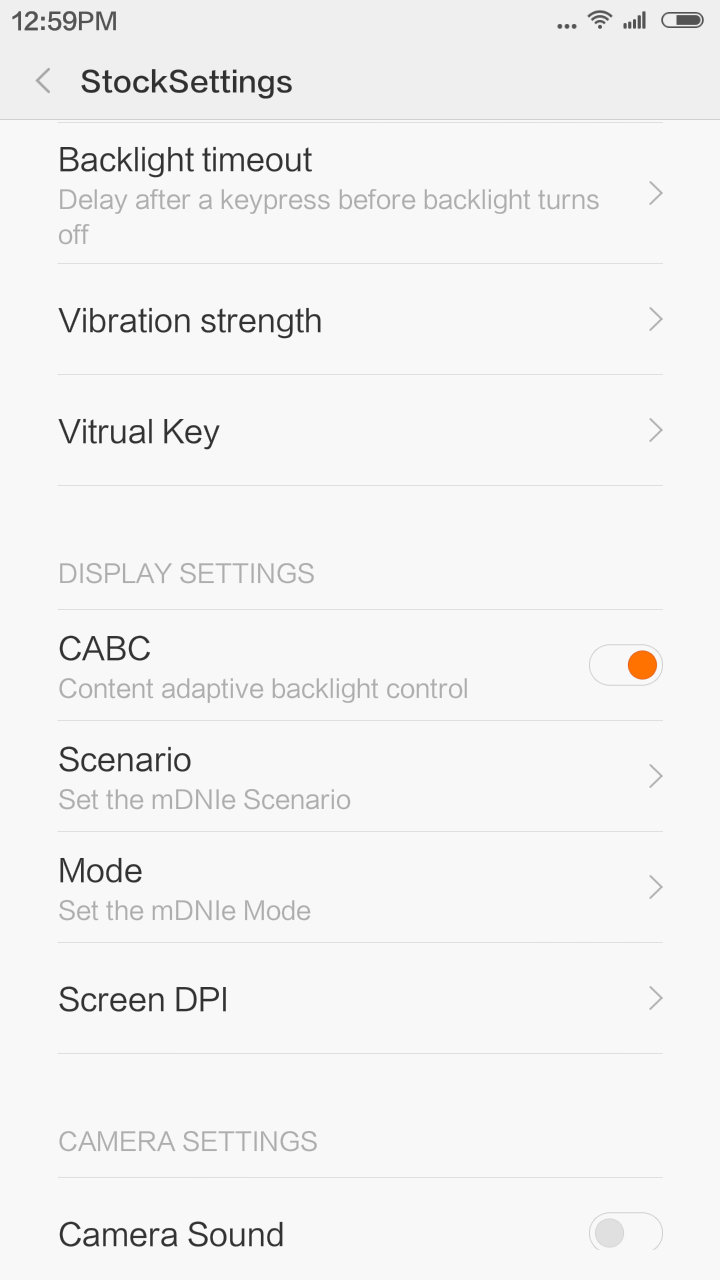 12:59PM
StockSettings
Backlight timeout
Delay after a keypress before backlight turns
off
Vibration strength
Vitrual Key
DISPLAY SETTINGS
CABC
Content adaptive backlight control
Scenario
Set the mDNIe Scenario
Mode
Set the mDNIe Mode
Screen DPI
CAMERA SETTINGS
Camera Sound